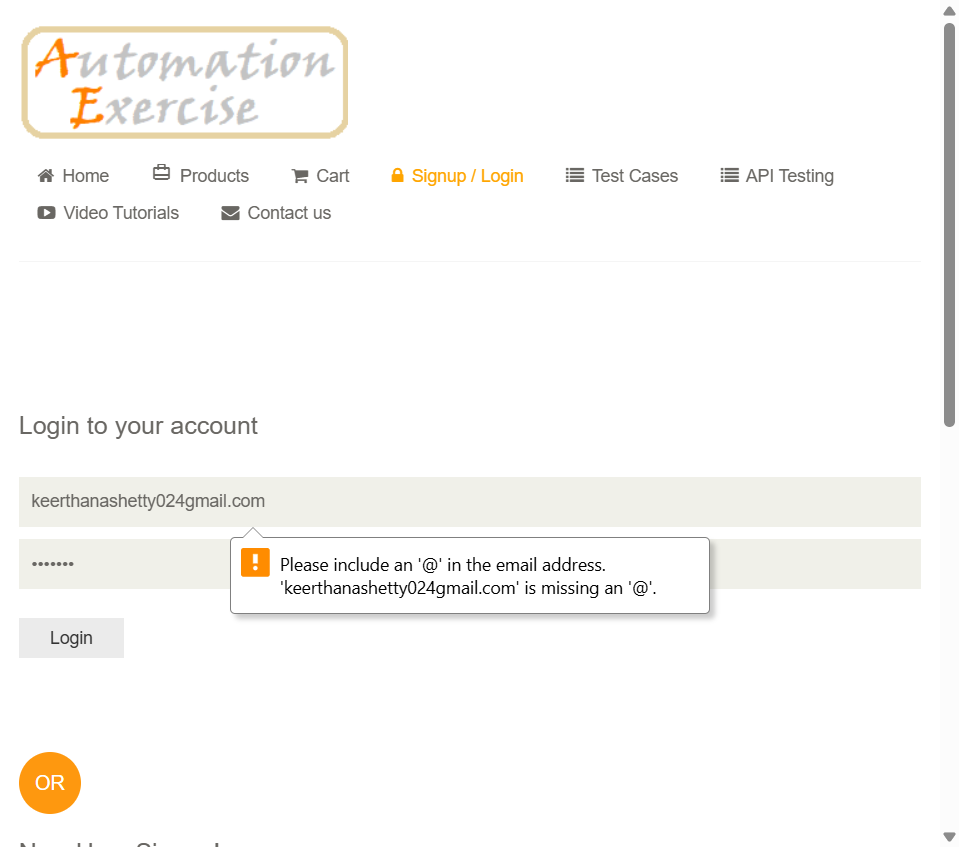 Automation
Exercise
Home Products Cart Signup / Login Test Cases API Testing
Video Tutorials Contact us
Login to your account
keerthanashetty024gmail.com
•••••••
Please include an '@' in the email address.
'keerthanashetty024gmail.com' is missing an '@'.
Login
OR